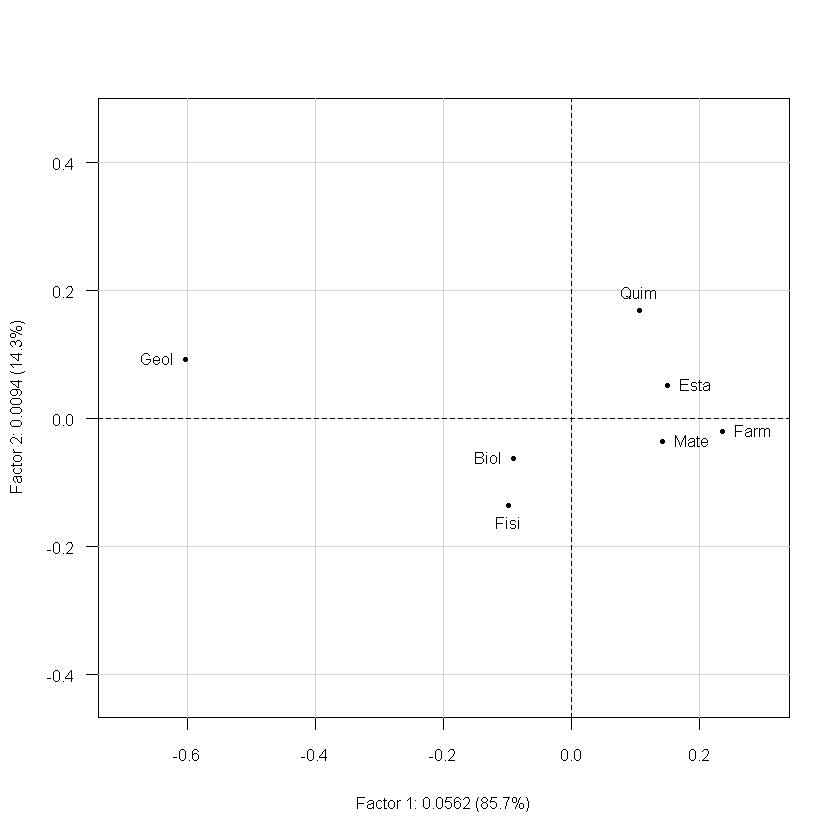 0.4
0.2
0.0
-0.2
-0.4
Factor 2: 0.0094 (14.3%)
Quim
Geol
Esta
Farm
Mate
Biol
Fisi
-0.6
-0.4
-0.2
0.0
0.2
Factor 1: 0.0562 (85.7%)